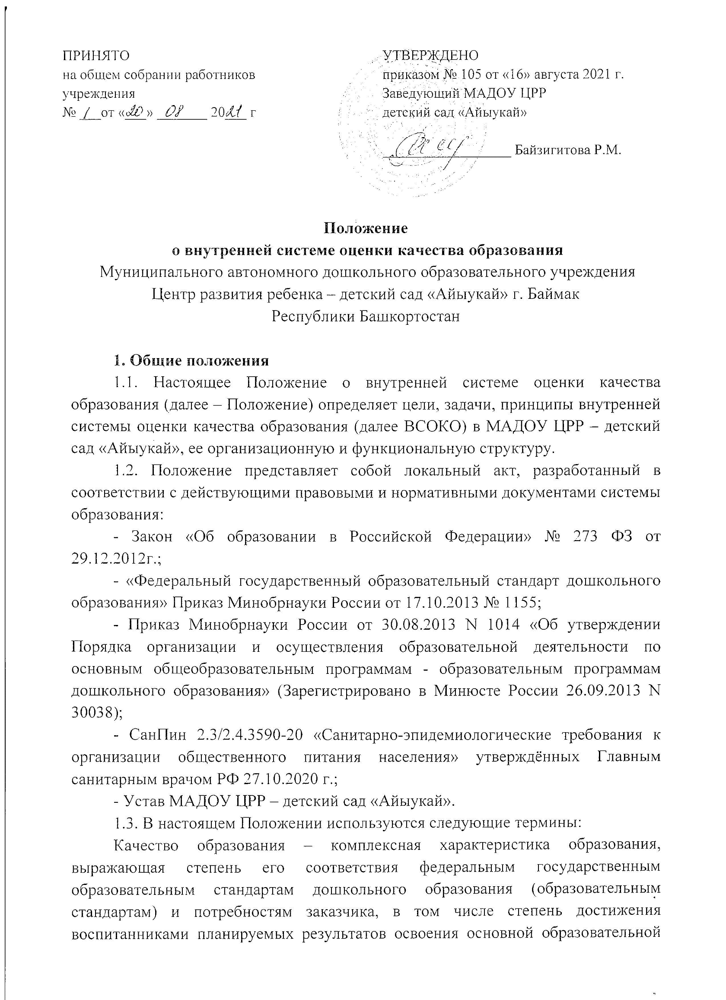 ПРИНЯТО
на общем собрании работников
учреждения
№ 1 от «20» 08 2021 г
УТВЕРЖДЕНО
приказом № 105 от «16» августа 2021 г.
Заведующий МАДОУ ЦРР
детский сад «Айыукай»
Байзигитова Р.М.
Положение
о внутренней системе оценки качества образования
Муниципального автономного дошкольного образовательного учреждения
Центр развития ребенка – детский сад «Айыукай» г. Баймак
Республики Башкортостан
1. Общие положения
1.1. Настоящее Положение о внутренней системе оценки качества
образования (далее – Положение) определяет цели, задачи, принципы внутренней
системы оценки качества образования (далее ВСОКО) в МАДОУ ЦРР – детский
сад «Айыукай», ее организационную и функциональную структуру.
1.2. Положение представляет собой локальный акт, разработанный в
соответствии с действующими правовыми и нормативными документами системы
образования:
- Закон «Об образовании в Российской Федерации» № 273 ФЗ от
29.12.2012г.;
- «Федеральный государственный образовательный стандарт дошкольного
образования» Приказ Минобрнауки России от 17.10.2013 № 1155;
- Приказ Минобрнауки России от 30.08.2013 N 1014 «Об утверждении
Порядка организации и осуществления образовательной деятельности по
основным общеобразовательным программам - образовательным программам
дошкольного образования» (Зарегистрировано в Минюсте России 26.09.2013 N
30038);
- СанПин 2.3/2.4.3590-20 «Санитарно-эпидемиологические требования к
организации общественного питания населения» утверждённых Главным
санитарным врачом РФ 27.10.2020 г.;
- Устав МАДОУ ЦРР – детский сад «Айыукай».
1.3. В настоящем Положении используются следующие термины:
Качество образования – комплексная характеристика образования,
выражающая степень его соответствия федеральным государственным
образовательным стандартам дошкольного образования (образовательным
стандартам) и потребностям заказчика, в том числе степень достижения
воспитанниками планируемых результатов освоения основной образовательной